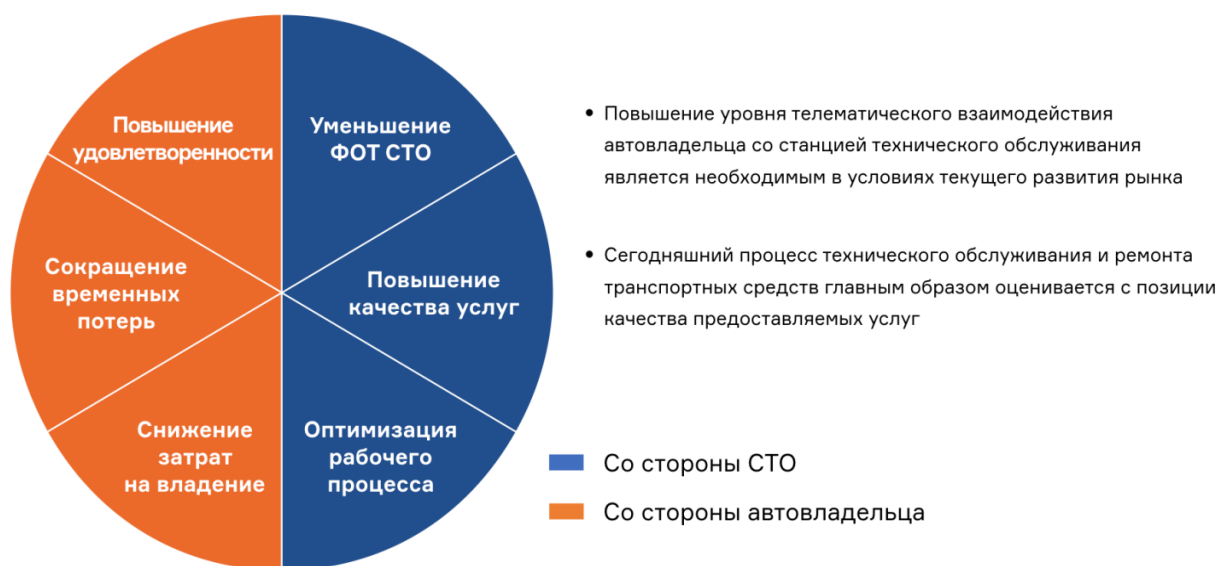 Повышение
удовлетворенности
Уменьшение
ФОТ СТО
Сокращение
временных
потерь
Повышение
качества услуг
Снижение
затрат
на владение
Оптимизация
рабочего
процесса
• Повышение уровня телематического взаимодействия
автовладельца со станцией технического обслуживания
является необходимым в условиях текущего развития рынка
• Сегодняшний процесс технического обслуживания и ремонта
транспортных средств главным образом оценивается с позиции
качества предоставляемых услуг
Со стороны СТО
Со стороны автовладельца